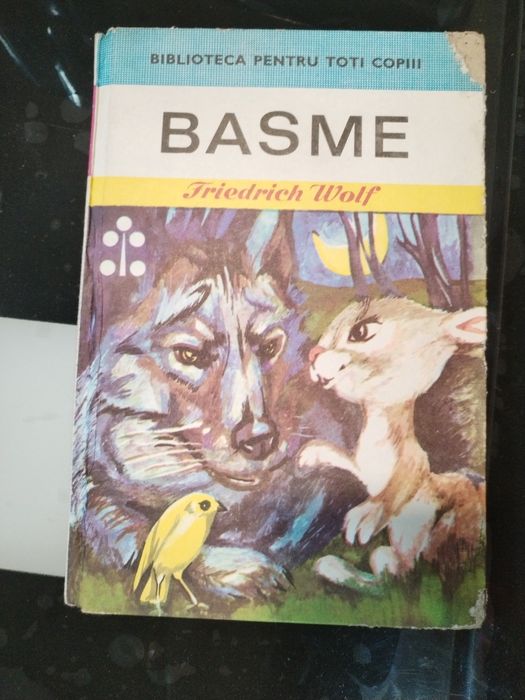 BIBLIOTECA PENTRU TOTI COPIII
BASME
Friedrich Wolf